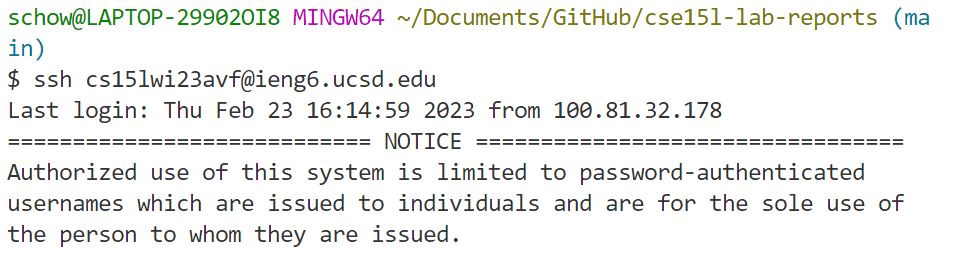 schow@LAPTOP-29902OI8 MINGW64 ~/Documents/GitHub/cse15l-lab-reports (ma
in)
$ ssh cs15lwi23avf@ieng6.ucsd.edu
Last login: Thu Feb 23 16:14:59 2023 from 100.81.32.178
============================ NOTICE =================================
Authorized use of this system is limited to password-authenticated
usernames which are issued to individuals and are for the sole use of
the person to whom they are issued.